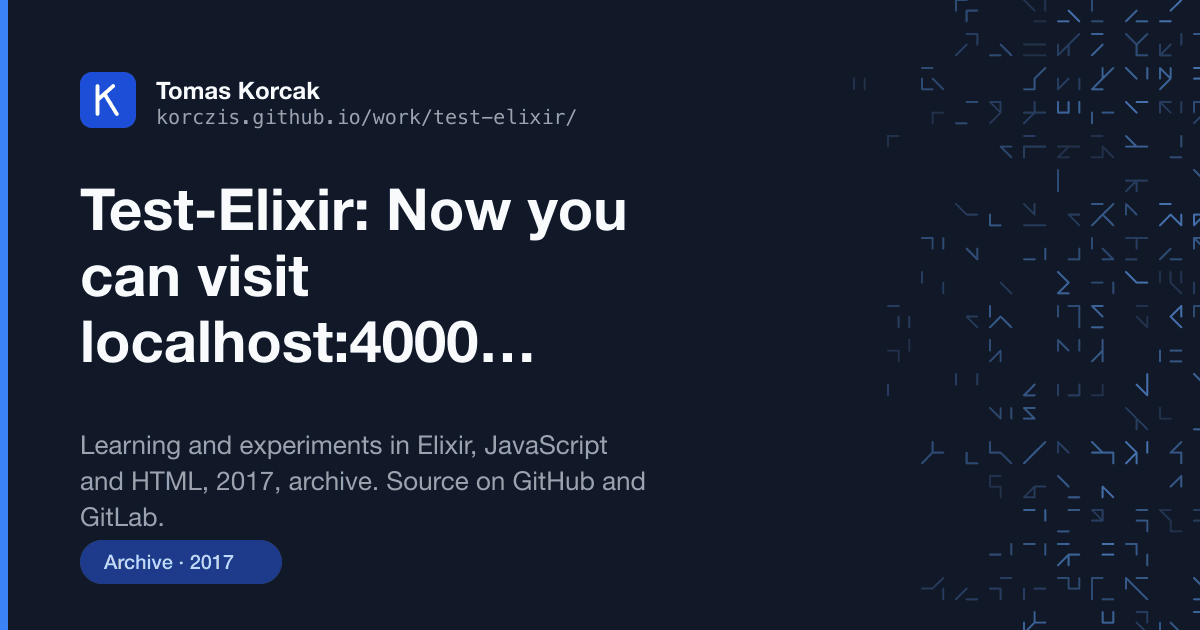 K
Tomas Korcak
korczis.github.io/work/test-elixir/
Test-Elixir: Now you
can visit
localhost:4000...
Learning and experiments in Elixir, JavaScript
and HTML, 2017, archive. Source on GitHub and
GitLab.
Archive · 2017